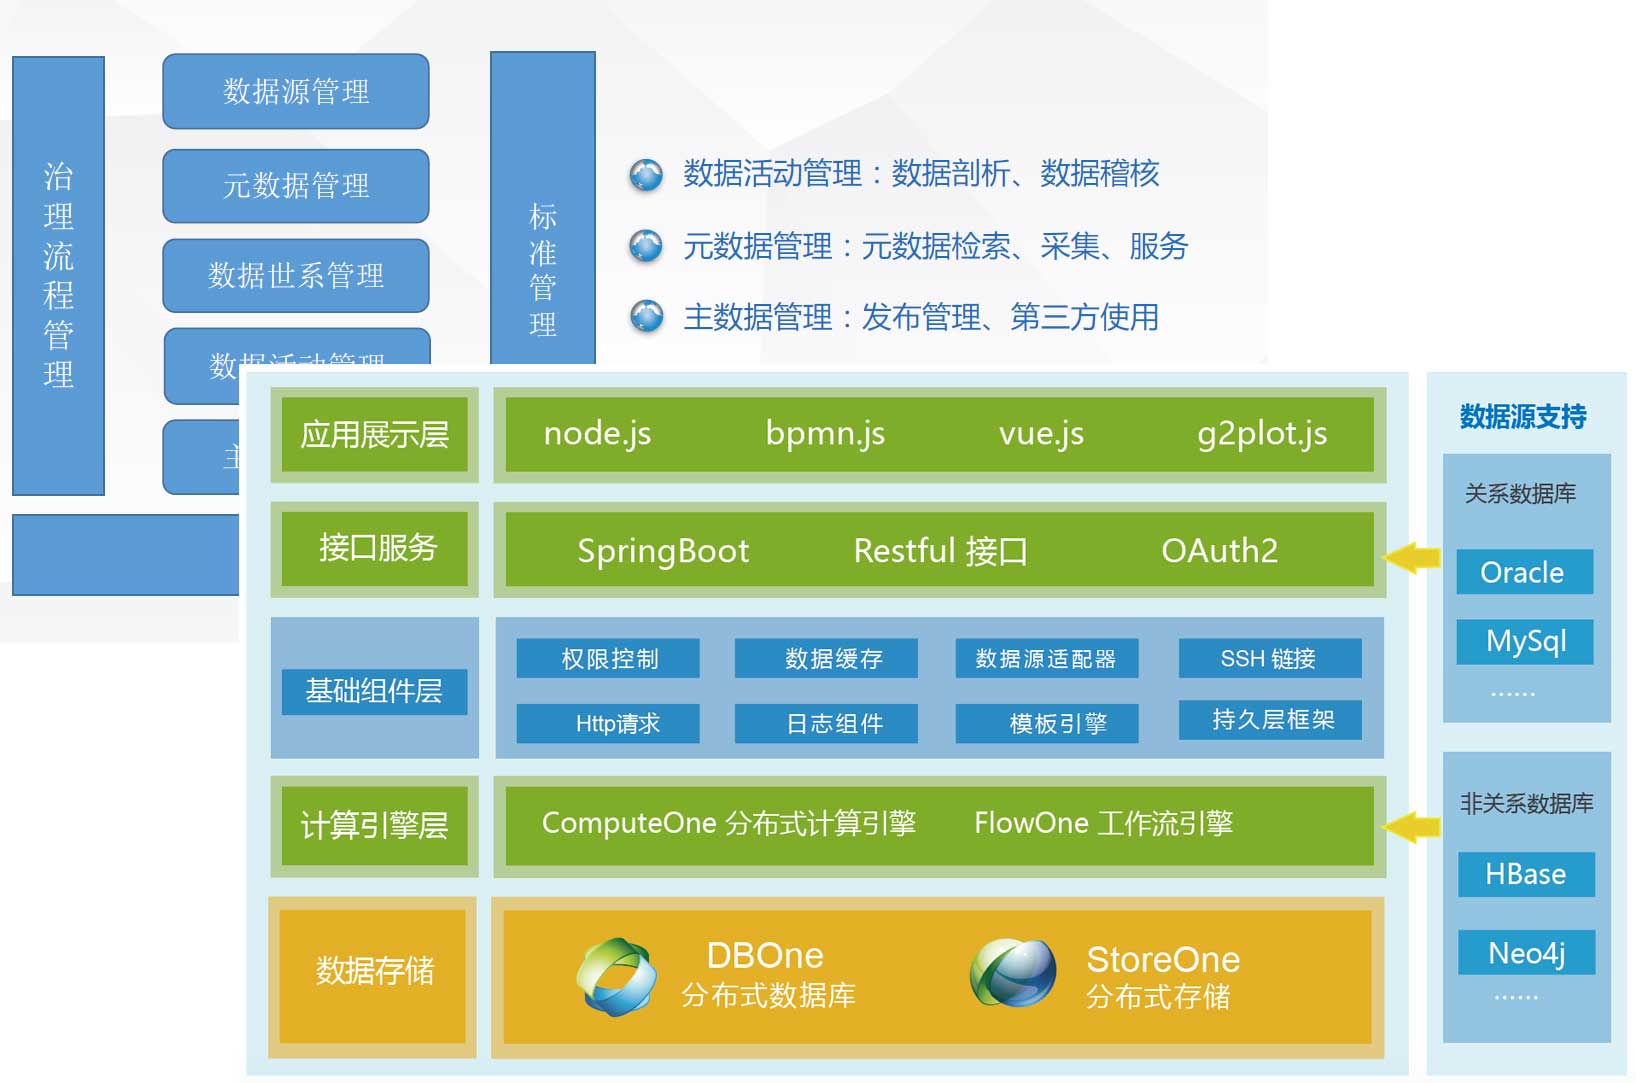 治理流程管理
数据源管理
元数据管理
数据世系管理
数据活动管理
主
标准管理
数据活动管理：数据剖析、数据稽核
元数据管理：元数据检索、采集、服务
主数据管理：发布管理、第三方使用
应用展示层
node.js bpmn.js vue.js g2plot.js
接口服务
SpringBoot Restful 接口 OAuth2
基础组件层
权限控制 数据缓存 数据源适配器 SSH 链接
Http请求 日志组件 模板引擎 持久层框架
计算引擎层
ComputeOne 分布式计算引擎 FlowOne 工作流引擎
数据存储
DBOne
分布式数据库
StoreOne
分布式存储
数据源支持
关系数据库
Oracle
MySql
......
非关系数据库
HBase
Neo4j
......